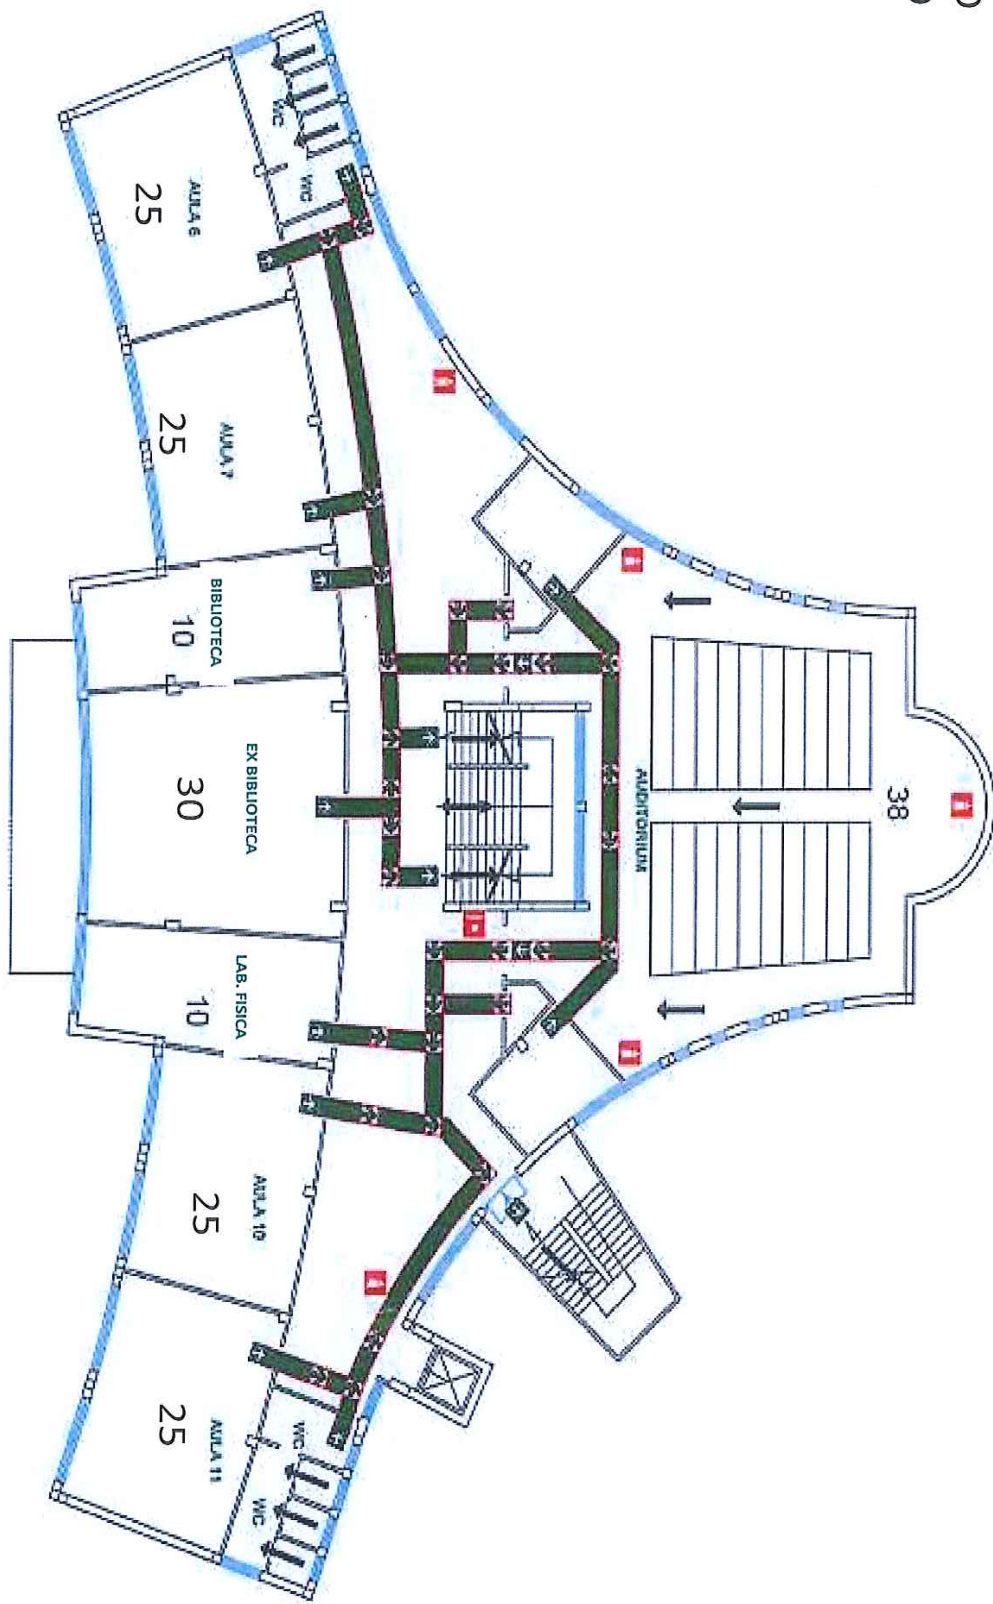 WC
WC
AULA 6
25
AULA 7
25
BIBLIOTECA
10
EX BIBLIOTECA
30
AUDITORIUM
38
LAB. FISICA
10
AULA 10
25
AULA 11
25
WC
WC